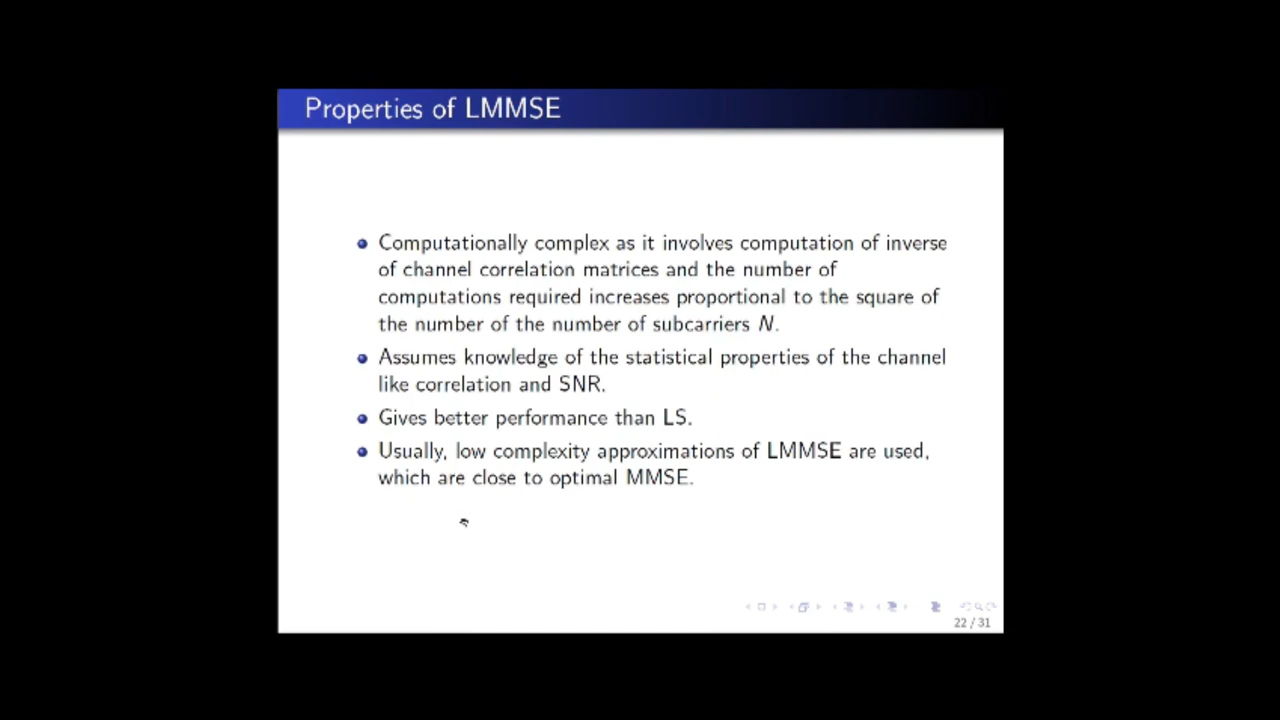 Properties of LMMSE
Computationally complex as it involves computation of inverse
of channel correlation matrices and the number of
computations required increases proportional to the square of
the number of the number of subcarriers N.
Assumes knowledge of the statistical properties of the channel
like correlation and SNR.
Gives better performance than LS.
Usually, low complexity approximations of LMMSE are used,
which are close to optimal MMSE.
22 / 31